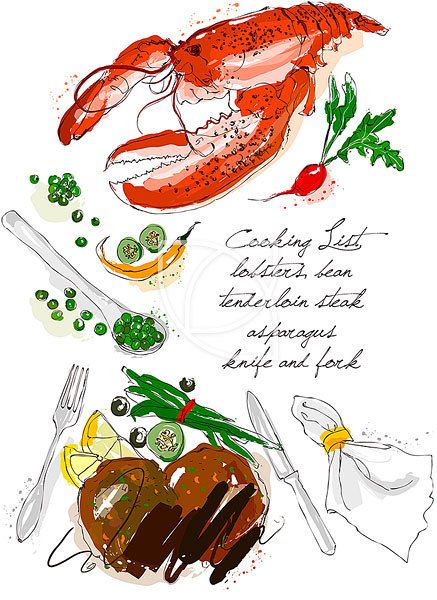 Cooking List
lobsters, bean
tenderloin steak
asparagus
knife and fork